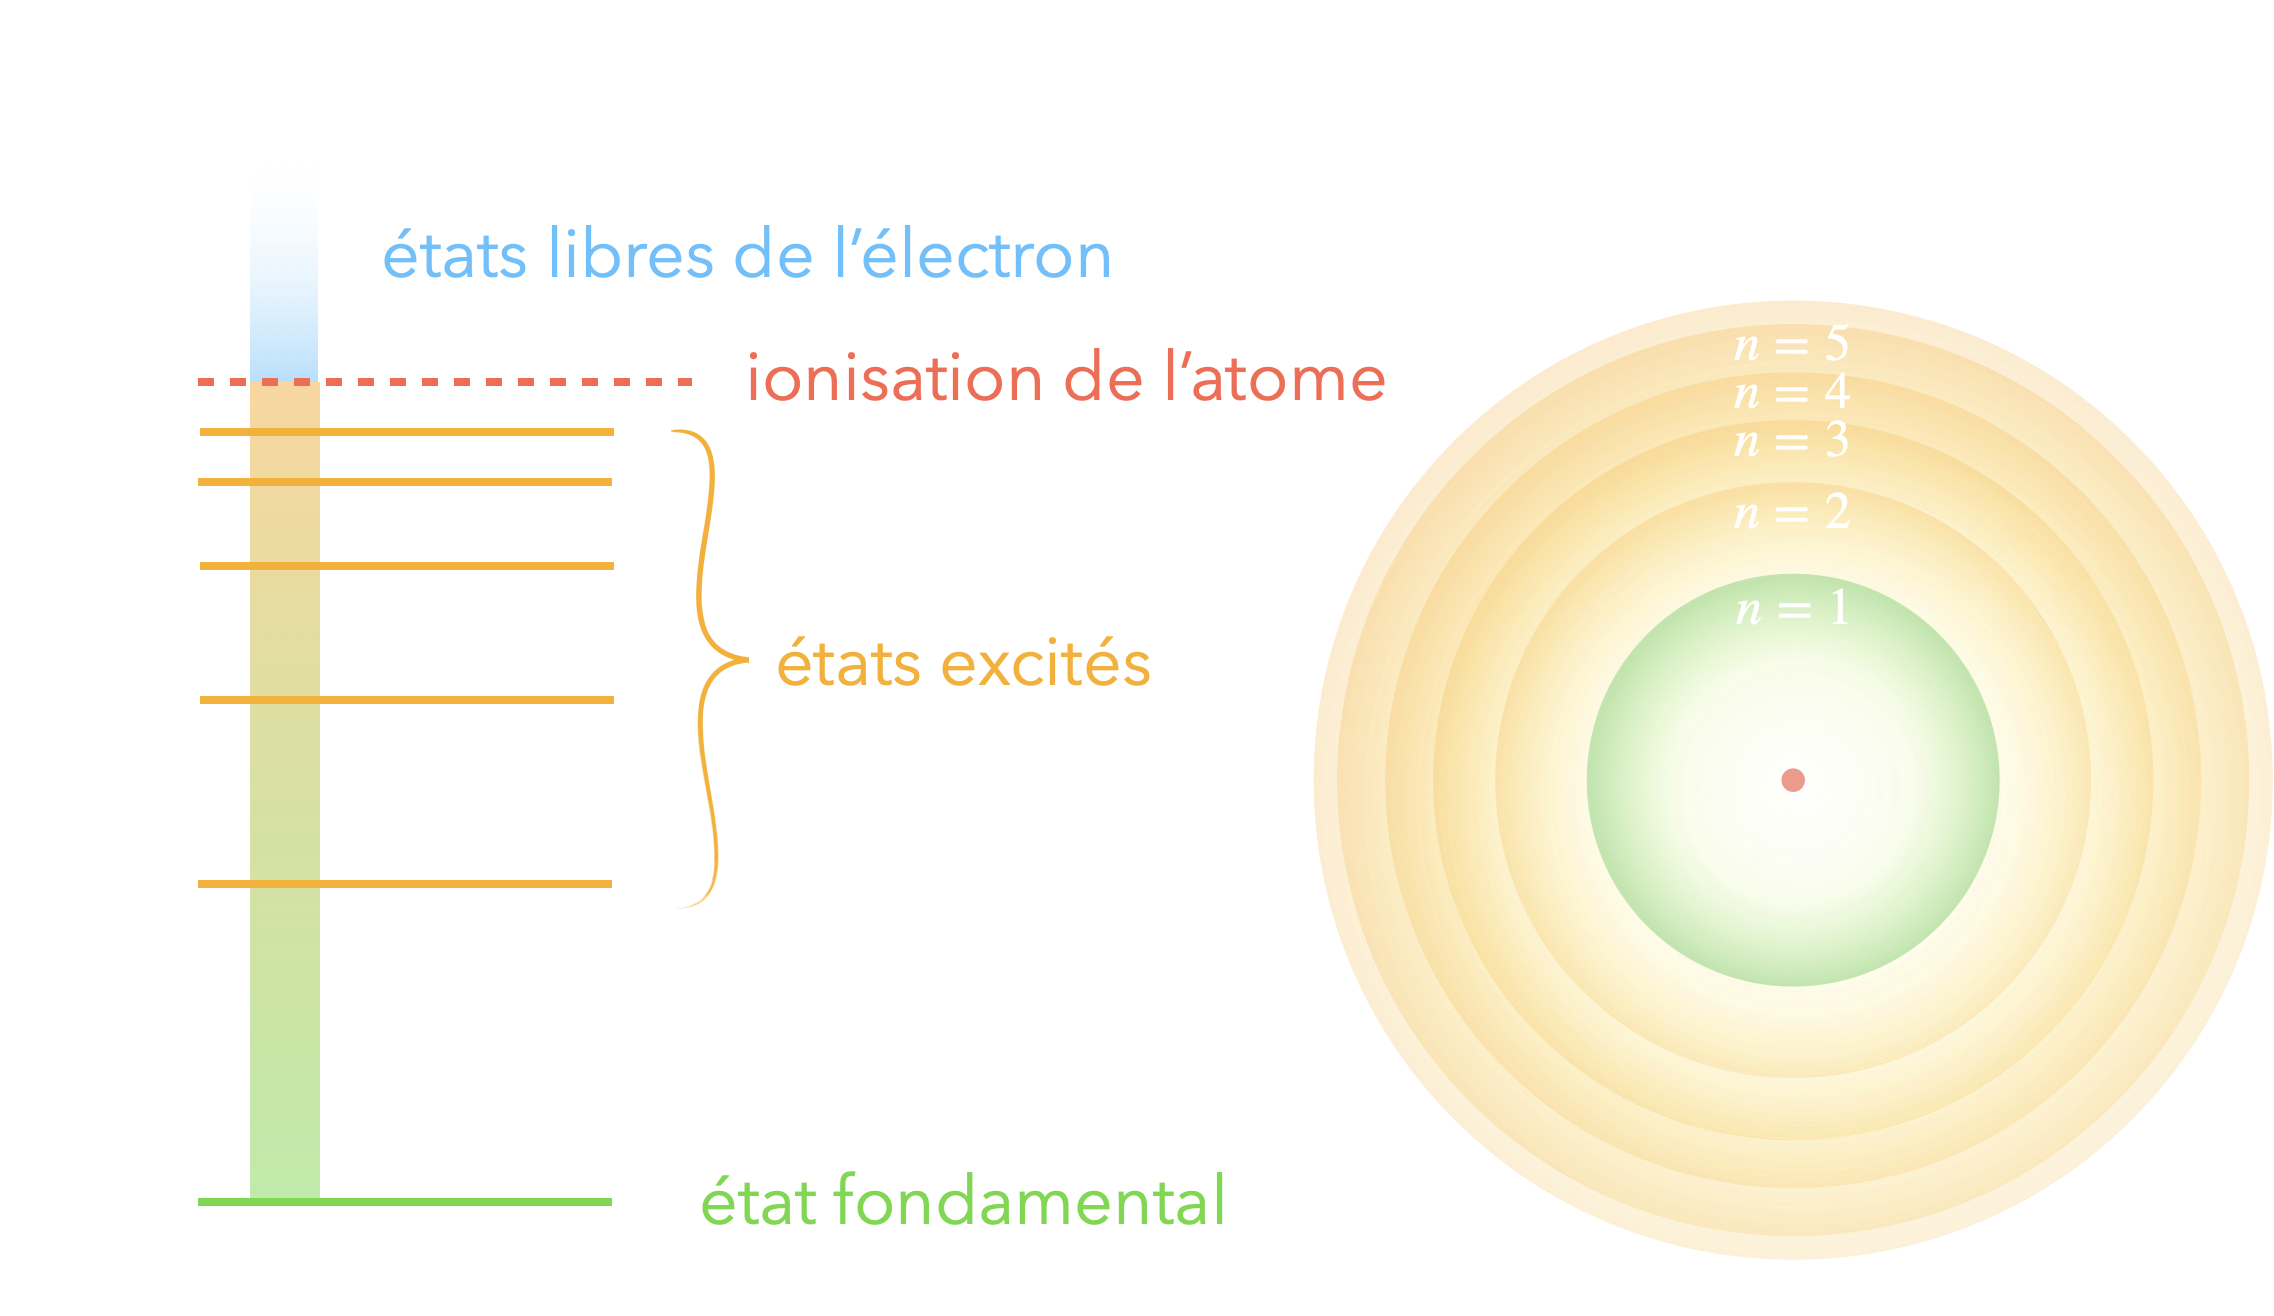 états libres de l’électron
ionisation de l’atome
états excités
état fondamental
n = 5
n = 4
n = 3
n = 2
n = 1